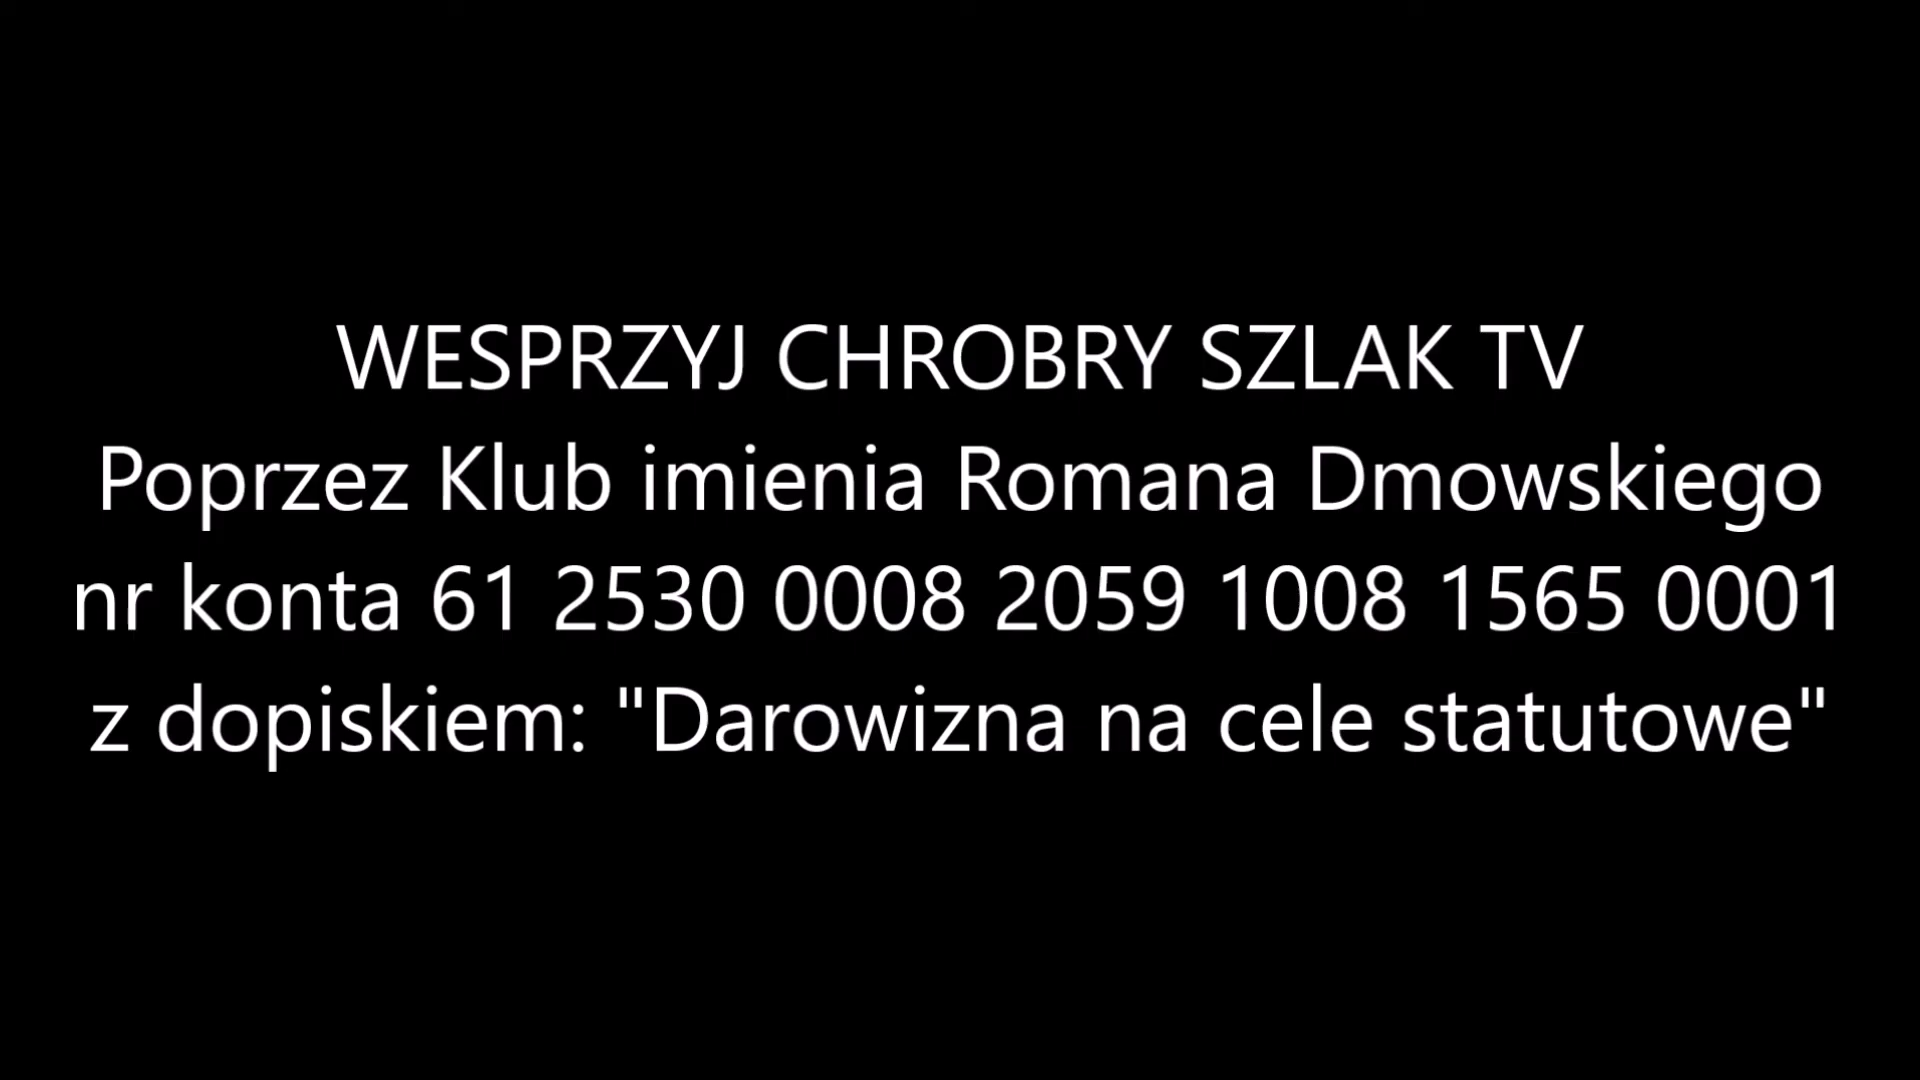 WESPRZYJ CHROBRY SZLAK TV
Poprzez Klub imienia Romana Dmowskiego
nr konta 61 2530 0008 2059 1008 1565 0001
z dopiskiem: "Darowizna na cele statutowe"